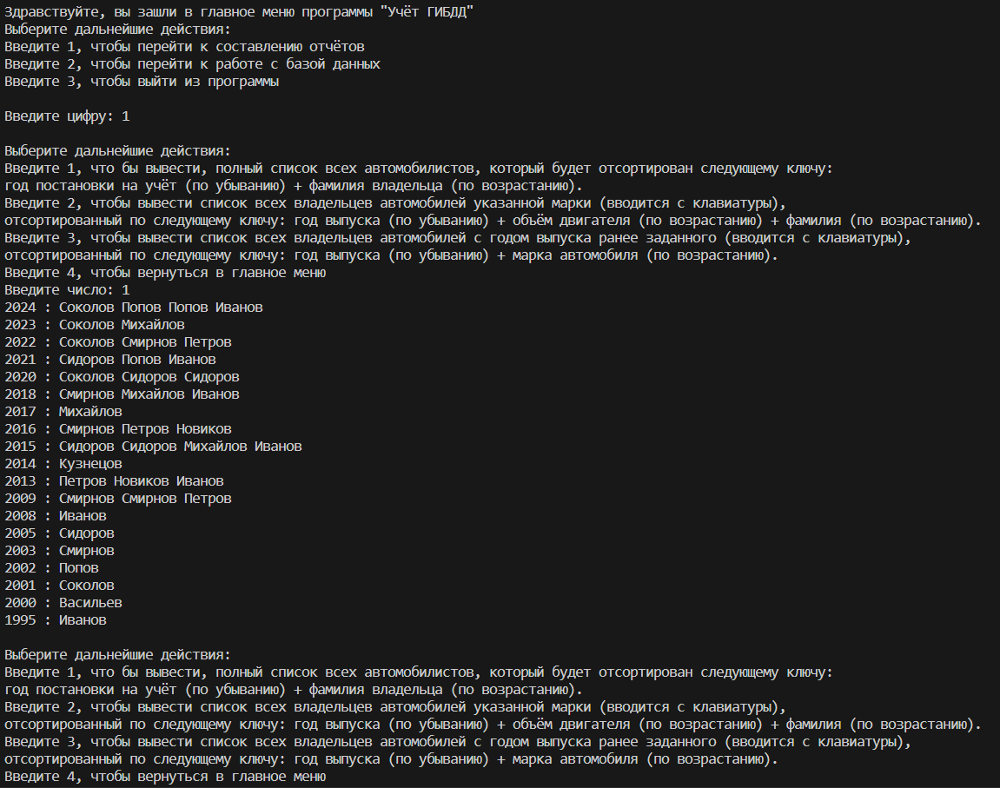 Здравствуйте, вы зашли в главное меню программы "Учёт ГИБДД"
Выберите дальнейшие действия:
Введите 1, чтобы перейти к составлению отчётов
Введите 2, чтобы перейти к работе с базой данных
Введите 3, чтобы выйти из программы
Введите цифру: 1
Выберите дальнейшие действия:
Введите 1, что бы вывести, полный список всех автомобилистов, который будет отсортирован следующему ключу:
год постановки на учёт (по убыванию) + фамилия владельца (по возрастанию).
Введите 2, чтобы вывести список всех владельцев автомобилей указанной марки (вводится с клавиатуры),
отсортированный по следующему ключу: год выпуска (по убыванию) + объём двигателя (по возрастанию) + фамилия (по возрастанию).
Введите 3, чтобы вывести список всех владельцев автомобилей с годом выпуска ранее заданного (вводится с клавиатуры),
отсортированный по следующему ключу: год выпуска (по убыванию) + марка автомобиля (по возрастанию).
Введите 4, чтобы вернуться в главное меню
Введите число: 1
2024 : Соколов Попов Попов Иванов
2023 : Соколов Михайлов
2022 : Соколов Смирнов Петров
2021 : Сидоров Попов Иванов
2020 : Соколов Сидоров Сидоров
2018 : Смирнов Михайлов Иванов
2017 : Михайлов
2016 : Смирнов Петров Новиков
2015 : Сидоров Сидоров Михайлов Иванов
2014 : Кузнецов
2013 : Петров Новиков Иванов
2009 : Смирнов Смирнов Петров
2008 : Иванов
2005 : Сидоров
2003 : Смирнов
2002 : Попов
2001 : Соколов
2000 : Васильев
1995 : Иванов
Выберите дальнейшие действия:
Введите 1, что бы вывести, полный список всех автомобилистов, который будет отсортирован следующему ключу:
год постановки на учёт (по убыванию) + фамилия владельца (по возрастанию).
Введите 2, чтобы вывести список всех владельцев автомобилей указанной марки (вводится с клавиатуры),
отсортированный по следующему ключу: год выпуска (по убыванию) + объём двигателя (по возрастанию) + фамилия (по возрастанию).
Введите 3, чтобы вывести список всех владельцев автомобилей с годом выпуска ранее заданного (вводится с клавиатуры),
отсортированный по следующему ключу: год выпуска (по убыванию) + марка автомобиля (по возрастанию).
Введите 4, чтобы вернуться в главное меню